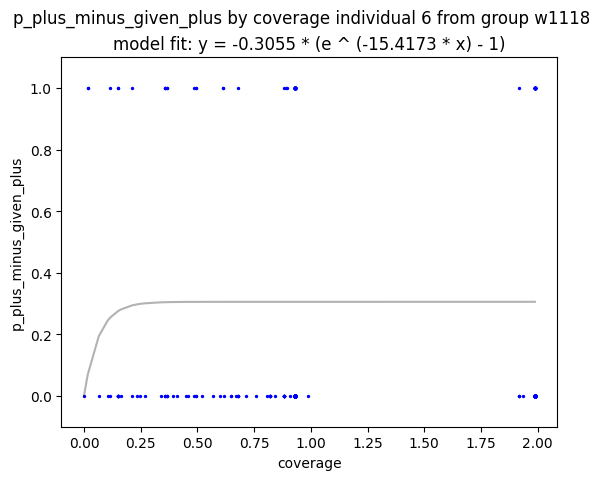 p_plus_minus_given_plus by coverage individual 6 from group w1118
model fit: y = -0.3055 * (e ^ (-15.4173 * x) - 1)
1.0
0.8
0.6
0.4
0.2
0.0
p_plus_minus_given_plus
0.00 0.25 0.50 0.75 1.00 1.25 1.50 1.75 2.00
coverage